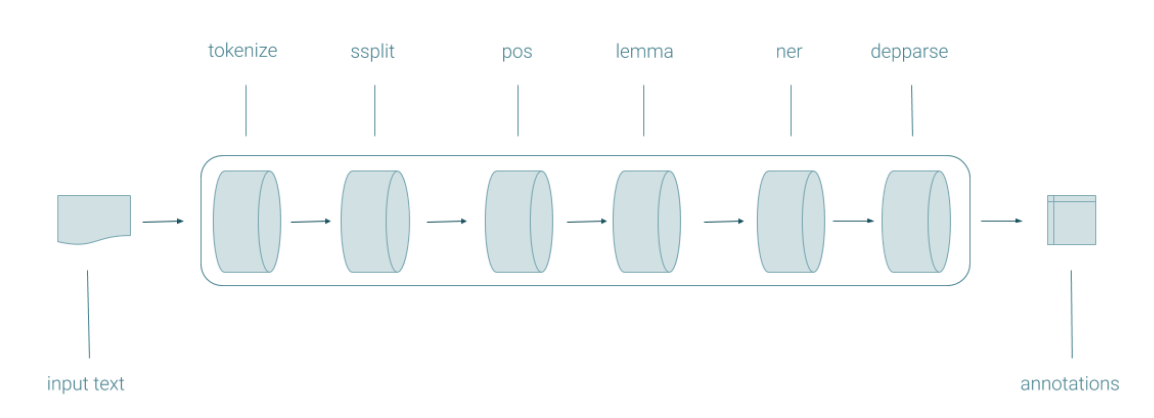 tokenize ssplit pos lemma ner depparse
input text annotations